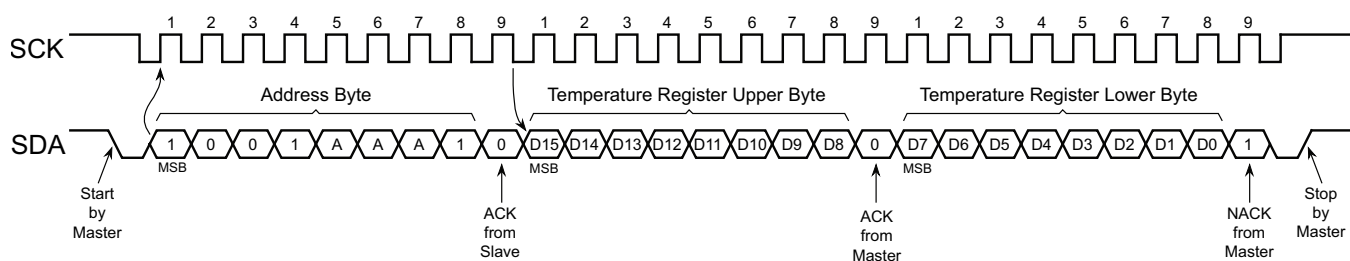 1 2 3 4 5 6 7 8 9 1 2 3 4 5 6 7 8 9 1 2 3 4 5 6 7 8 9
SCK
Address Byte Temperature Register Upper Byte Temperature Register Lower Byte
SDA 1 0 0 1 A A A 1 0 D15 D14 D13 D12 D11 D10 D9 D8 0 D7 D6 D5 D4 D3 D2 D1 D0 1
MSB MSB MSB
Start
by
Master
ACK
from
Slave
ACK
from
Master
NACK
from
Master
Stop
by
Master